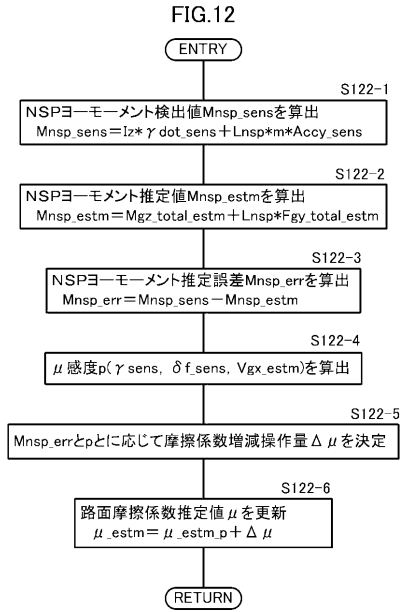 FIG.12
ENTRY
S122-1
NSPヨーモーメント検出値Mnsp_sensを算出
Mnsp_sens=Iz*γdot_sens+Lnsp*m*Accy_sens
S122-2
NSPヨーモーメント推定値Mnsp_estmを算出
Mnsp_estm=Mgz_total_estm+Lnsp*Fgy_total_estm
S122-3
NSPヨーモーメント推定誤差Mnsp_errを算出
Mnsp_err=Mnsp_sens-Mnsp_estm
S122-4
μ感度p(γsens, δf_sens, Vgx_estm)を算出
S122-5
Mnsp_errとpとに応じて摩擦係数増減操作量Δμを決定
S122-6
路面摩擦係数推定値μを更新
μ_estm=μ_estm_p+Δμ
RETURN